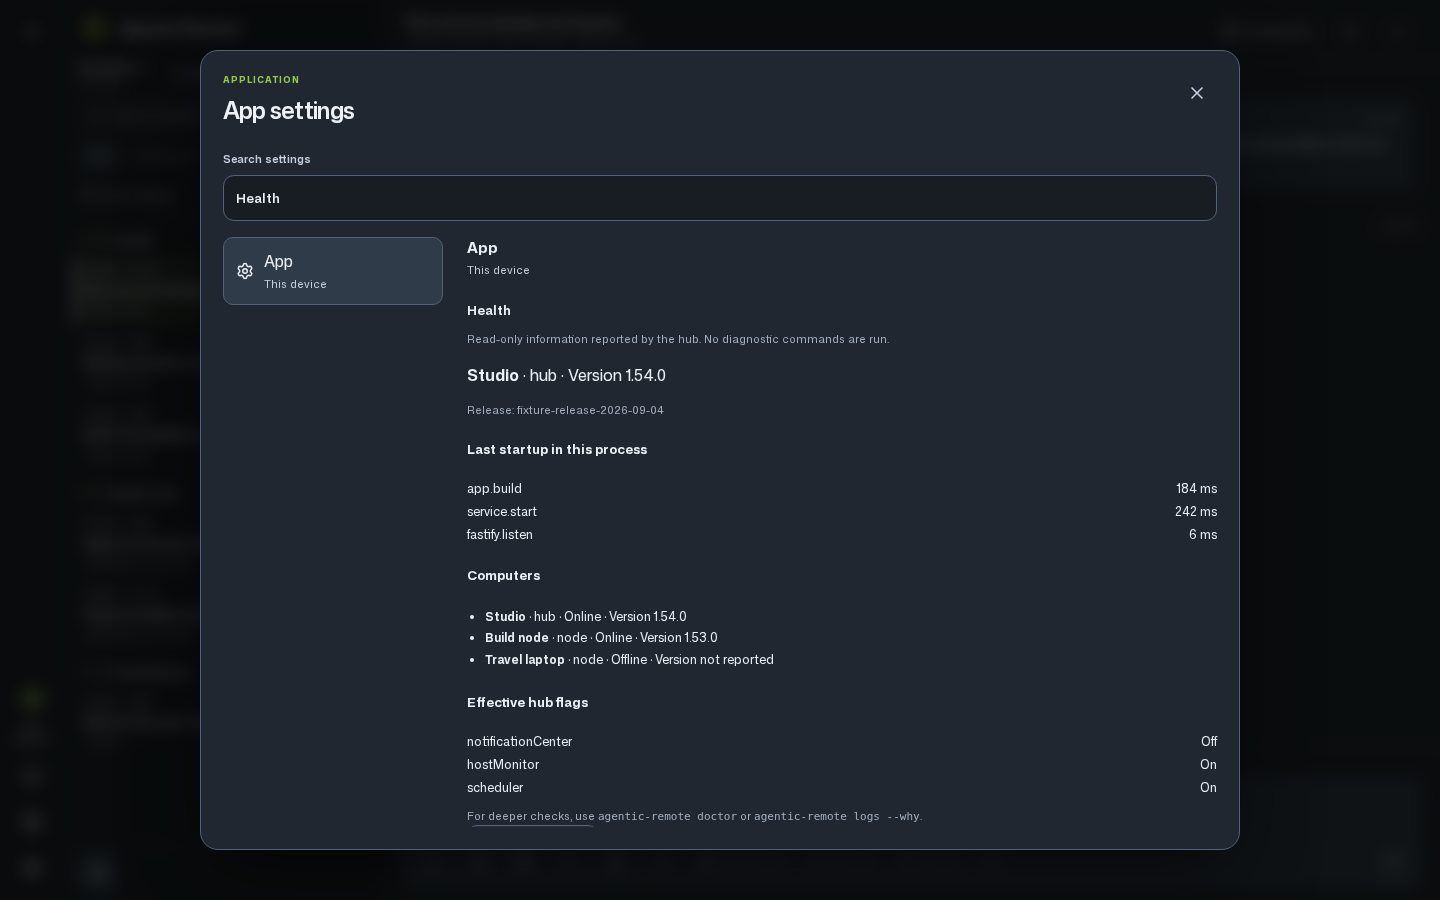 APPLICATION
App settings
Search settings
Health
App
This device
App
This device
Health
Read-only information reported by the hub. No diagnostic commands are run.
Studio · hub · Version 1.54.0
Release: fixture-release-2026-09-04
Last startup in this process
app.build 184 ms
service.start 242 ms
fastify.listen 6 ms
Computers
• Studio · hub · Online · Version 1.54.0
• Build node · node · Online · Version 1.53.0
• Travel laptop · node · Offline · Version not reported
Effective hub flags
notificationCenter Off
hostMonitor On
scheduler On
For deeper checks, use agentic-remote doctor or agentic-remote logs --why.